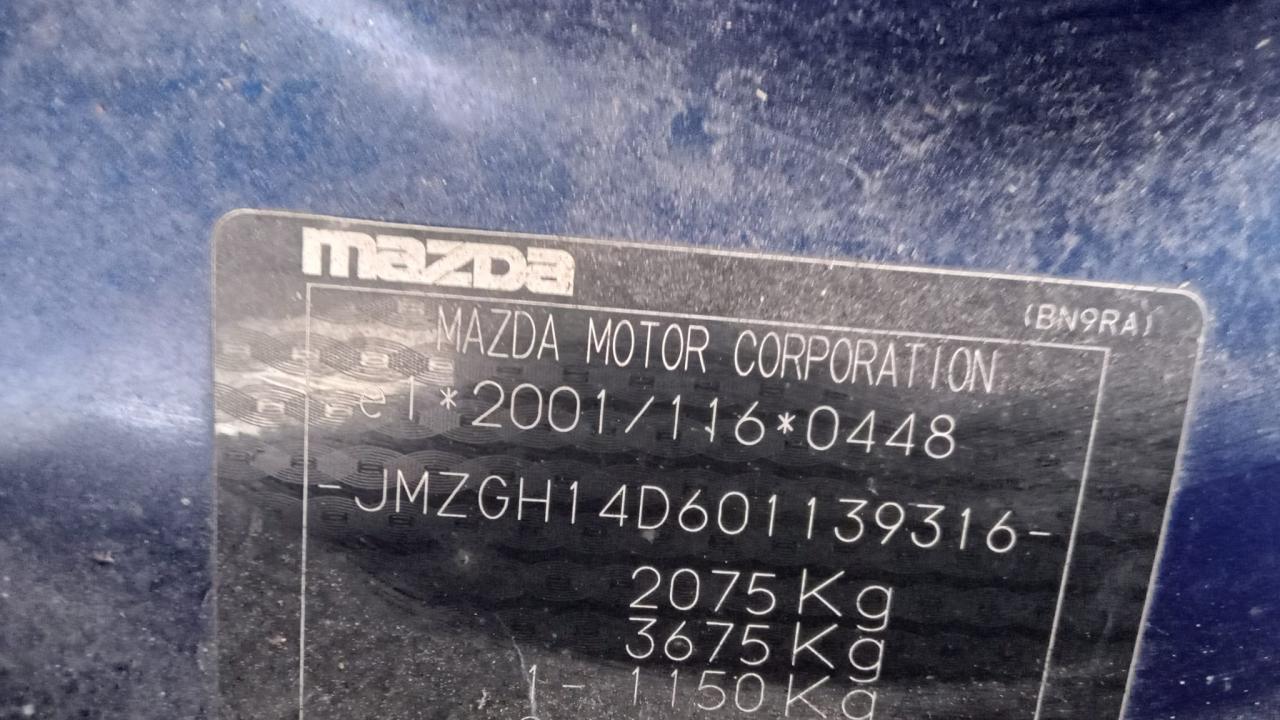 mazda
(BN9RA)
MAZDA MOTOR CORPORATION
e1*2001/116*0448
-JMZGH14D601139316-
2075Kg
3675Kg
1- 1150Kg